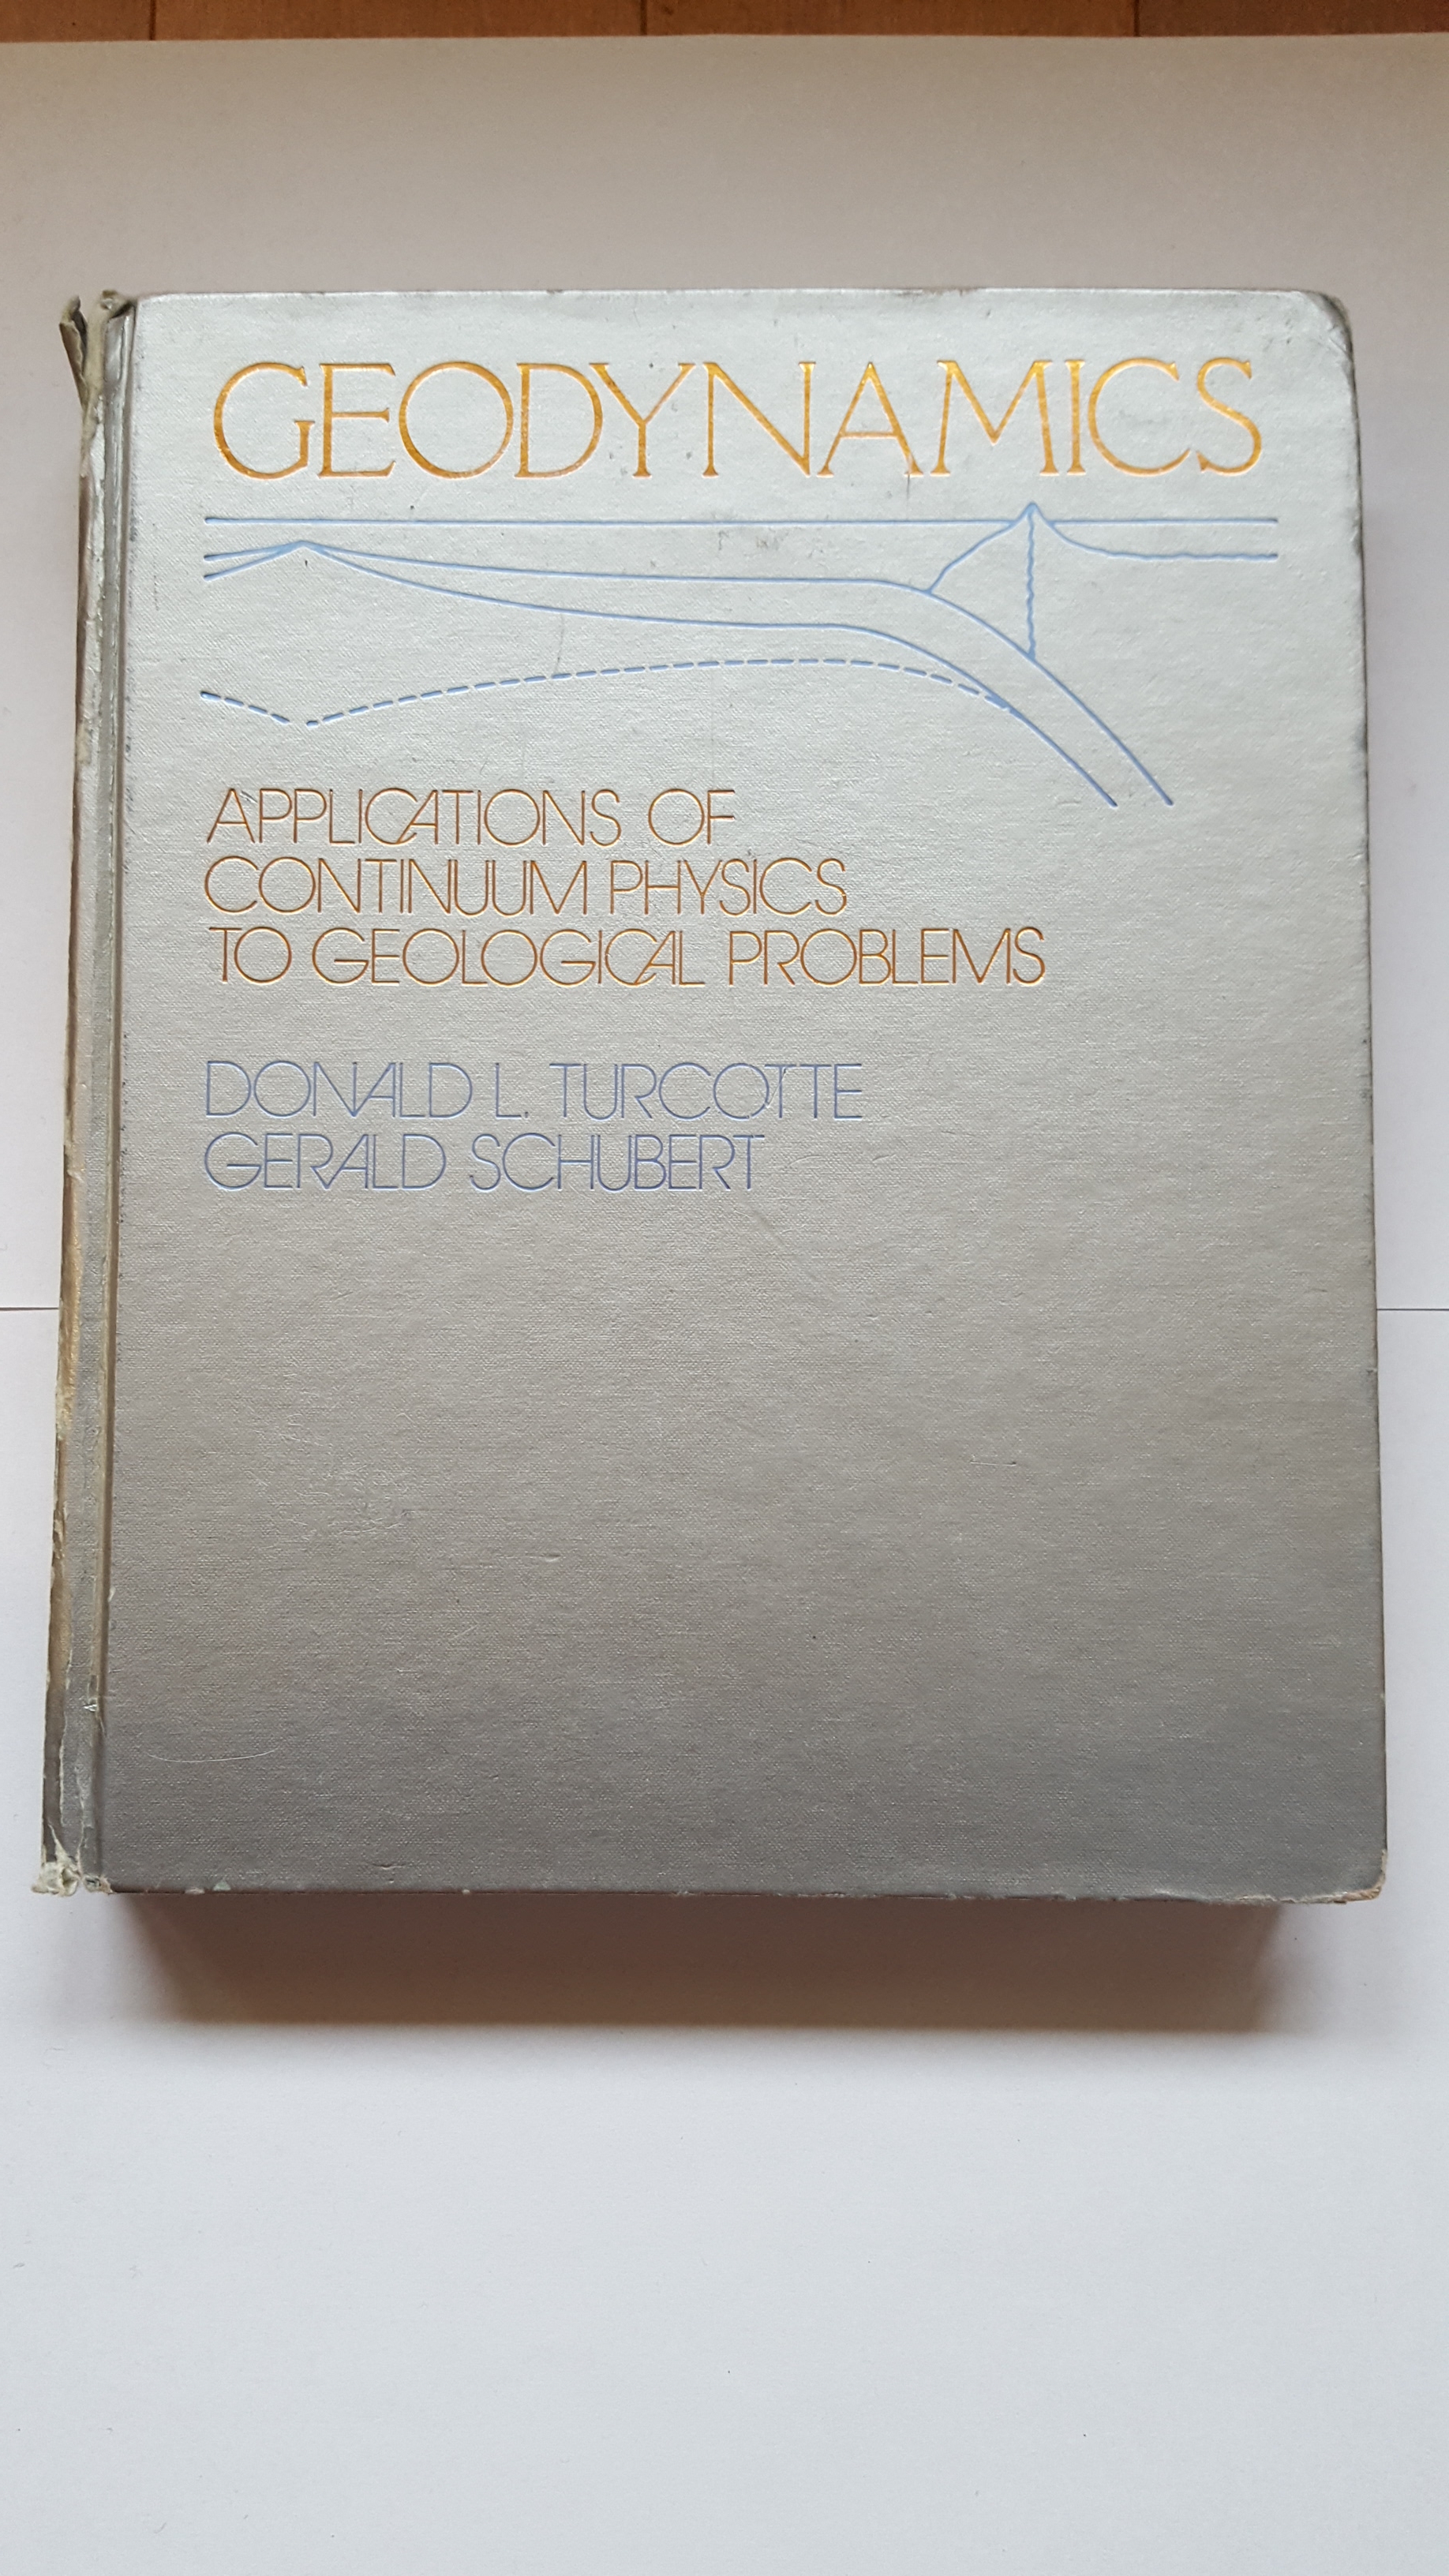 GEODYNAMICS
APPLICATIONS OF
CONTINUUM PHYSICS
TO GEOLOGICAL PROBLEMS
DONALD L. TURCOTTE
GERALD SCHUBERT